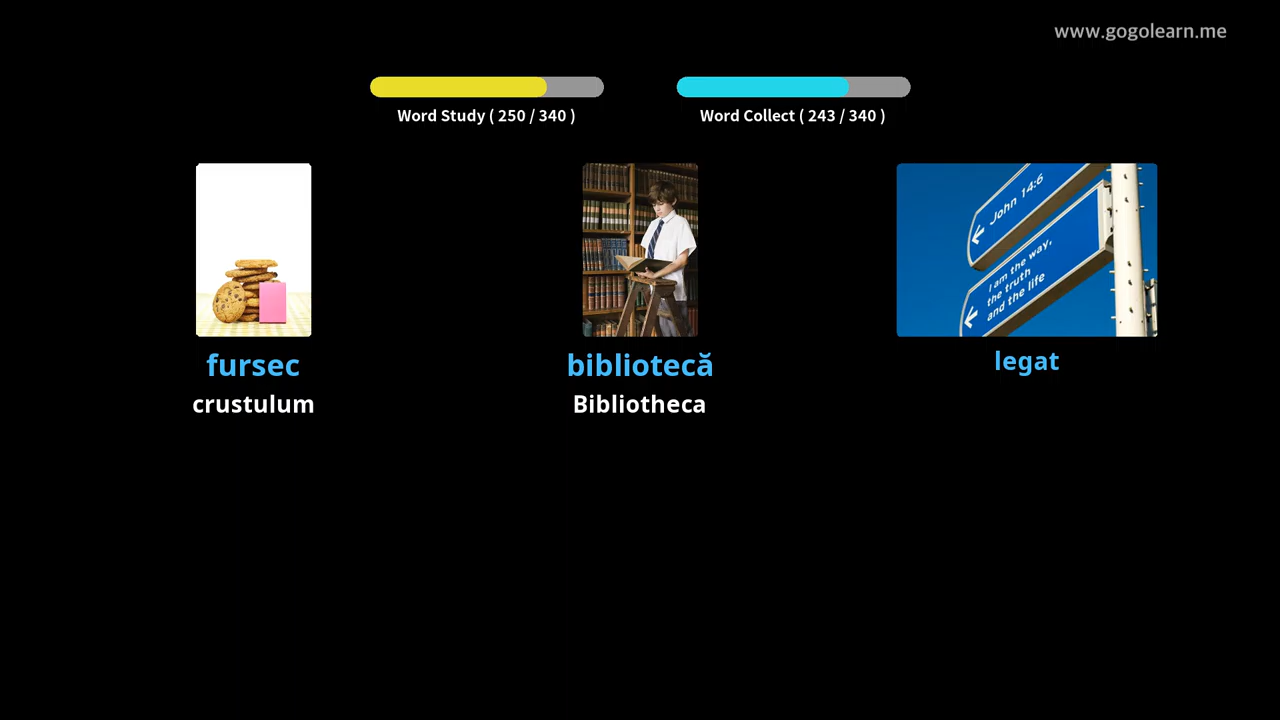 www.gogolearn.me
Word Study ( 250 / 340 )
Word Collect ( 243 / 340 )
John 14:6
I am the way,
the truth
and the life
fursec
bibliotecă
legat
crustulum
Bibliotheca